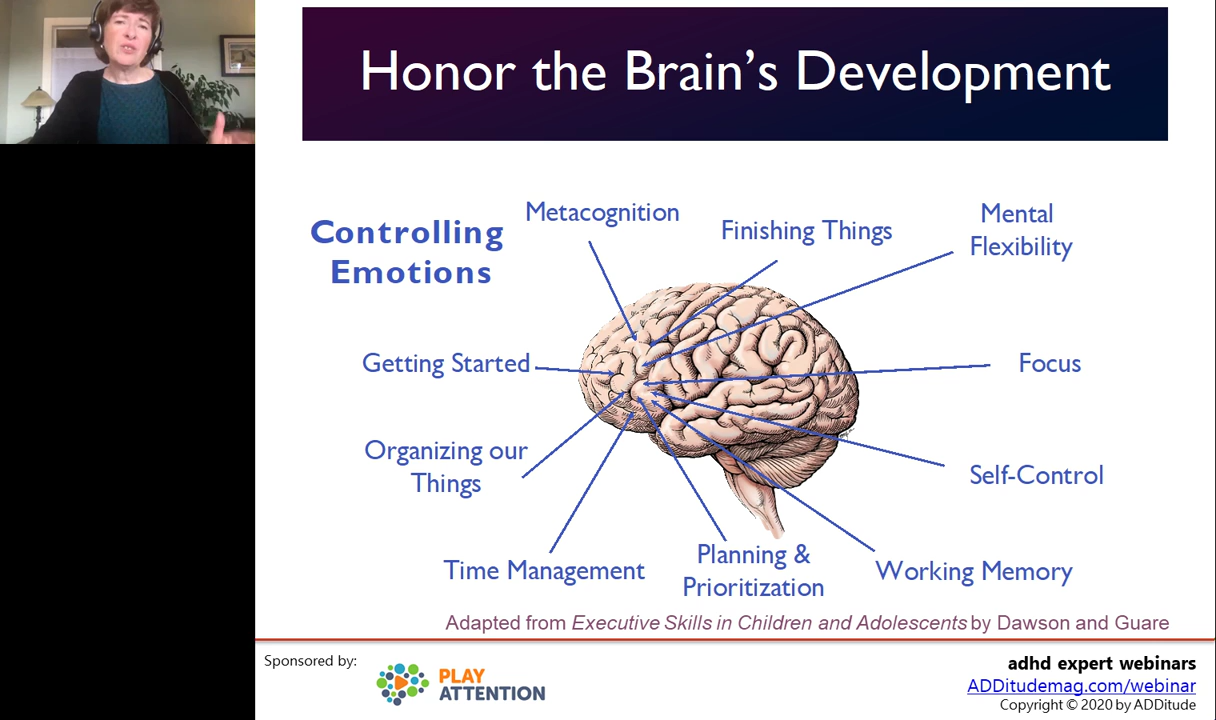 Honor the Brain’s Development
Metacognition
Controlling
Emotions
Finishing Things
Mental
Flexibility
Getting Started
Focus
Organizing our
Things
Self-Control
Time Management
Planning &
Prioritization
Working Memory
Adapted from Executive Skills in Children and Adolescents by Dawson and Guare
Sponsored by:
PLAY
ATTENTION
adhd expert webinars
ADDitudemag.com/webinar
Copyright © 2020 by ADDitude